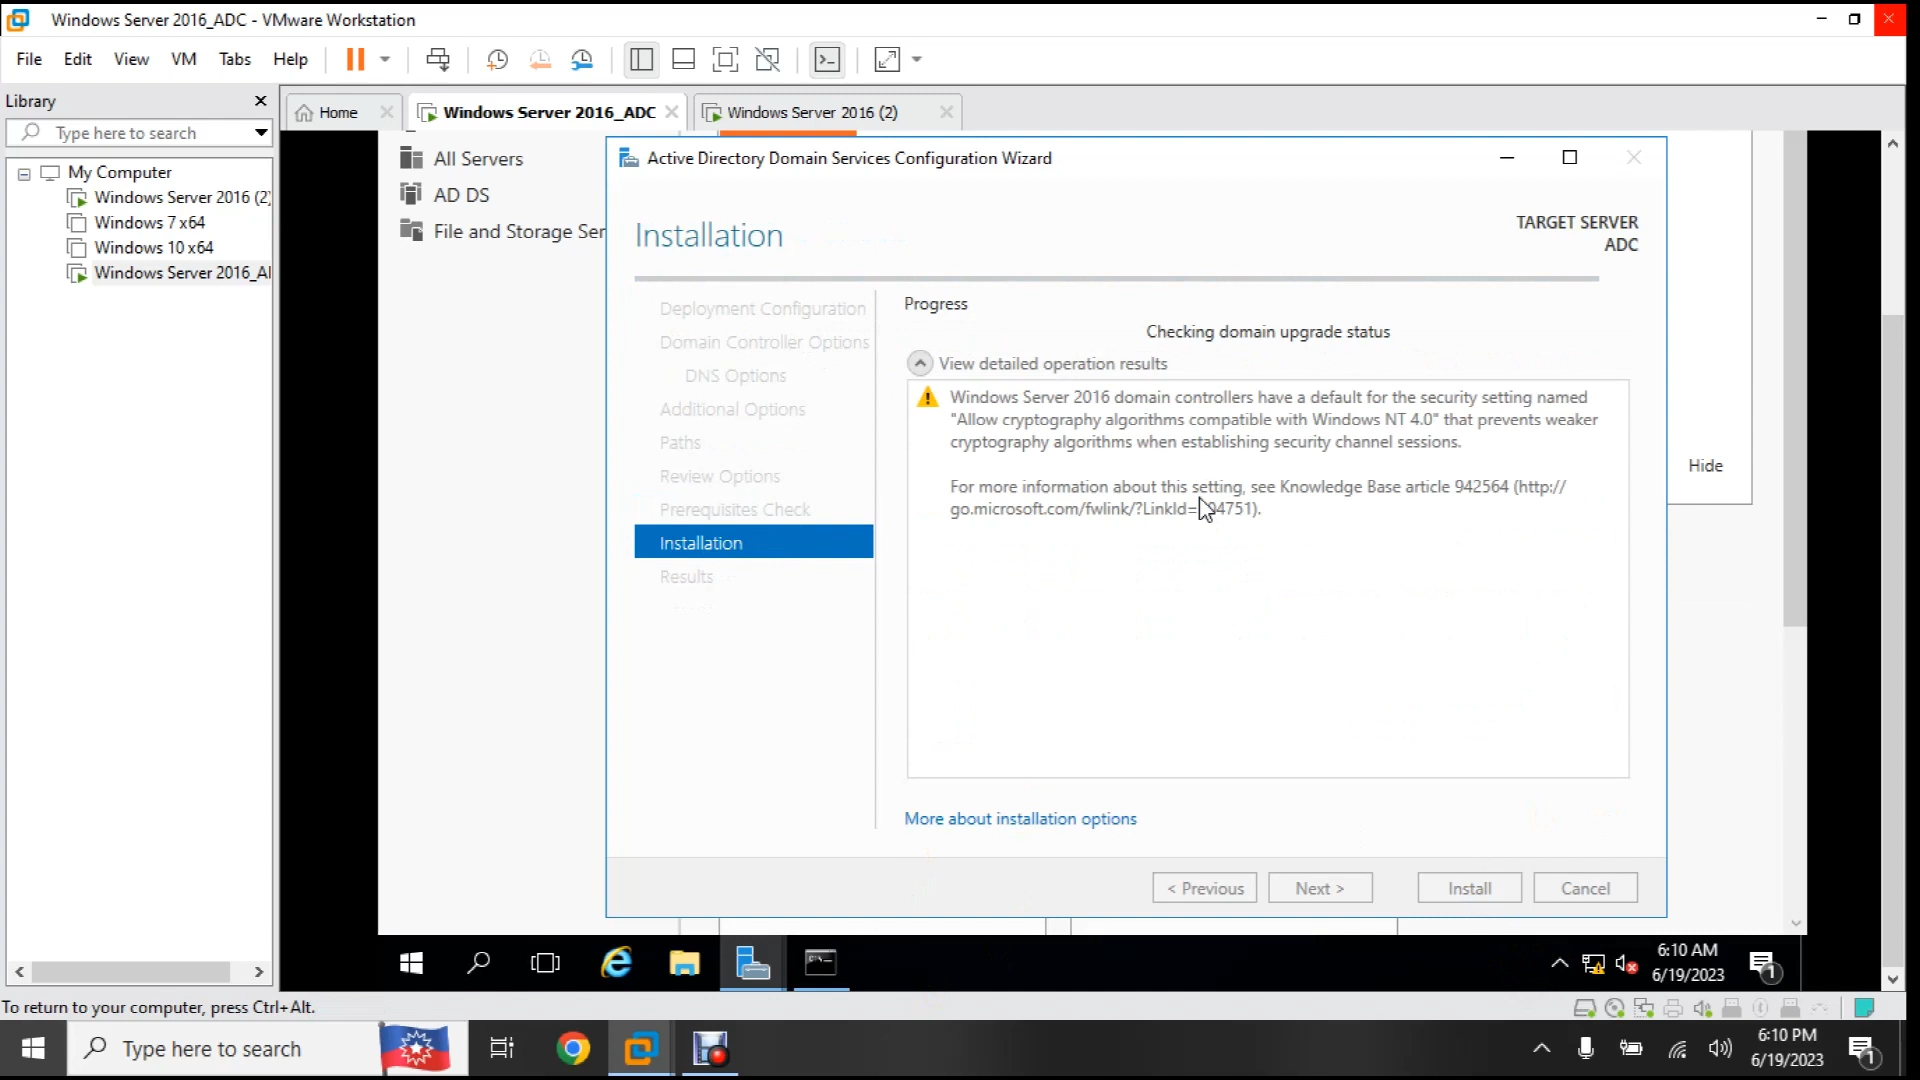 Windows Server 2016_ADC - VMware Workstation
File Edit View VM Tabs Help
Library
Type here to search
My Computer
Windows Server 2016 (2)
Windows 7 x64
Windows 10 x64
Windows Server 2016_A
Home
Windows Server 2016_ADC
Windows Server 2016 (2)
All Servers
AD DS
File and Storage Ser
Hide
Active Directory Domain Services Configuration Wizard
Installation
TARGET SERVER
ADC
Deployment Configuration
Domain Controller Options
DNS Options
Additional Options
Paths
Review Options
Prerequisites Check
Installation
Results
Progress
Checking domain upgrade status
View detailed operation results
Windows Server 2016 domain controllers have a default for the security setting named
"Allow cryptography algorithms compatible with Windows NT 4.0" that prevents weaker
cryptography algorithms when establishing security channel sessions.
For more information about this setting, see Knowledge Base article 942564 (http://
go.microsoft.com/fwlink/?LinkId= 04751).
More about installation options
< Previous
Next >
Install
Cancel
6:10 AM
6/19/2023
1
To return to your computer, press Ctrl+Alt.
Type here to search
6:10 PM
6/19/2023
1